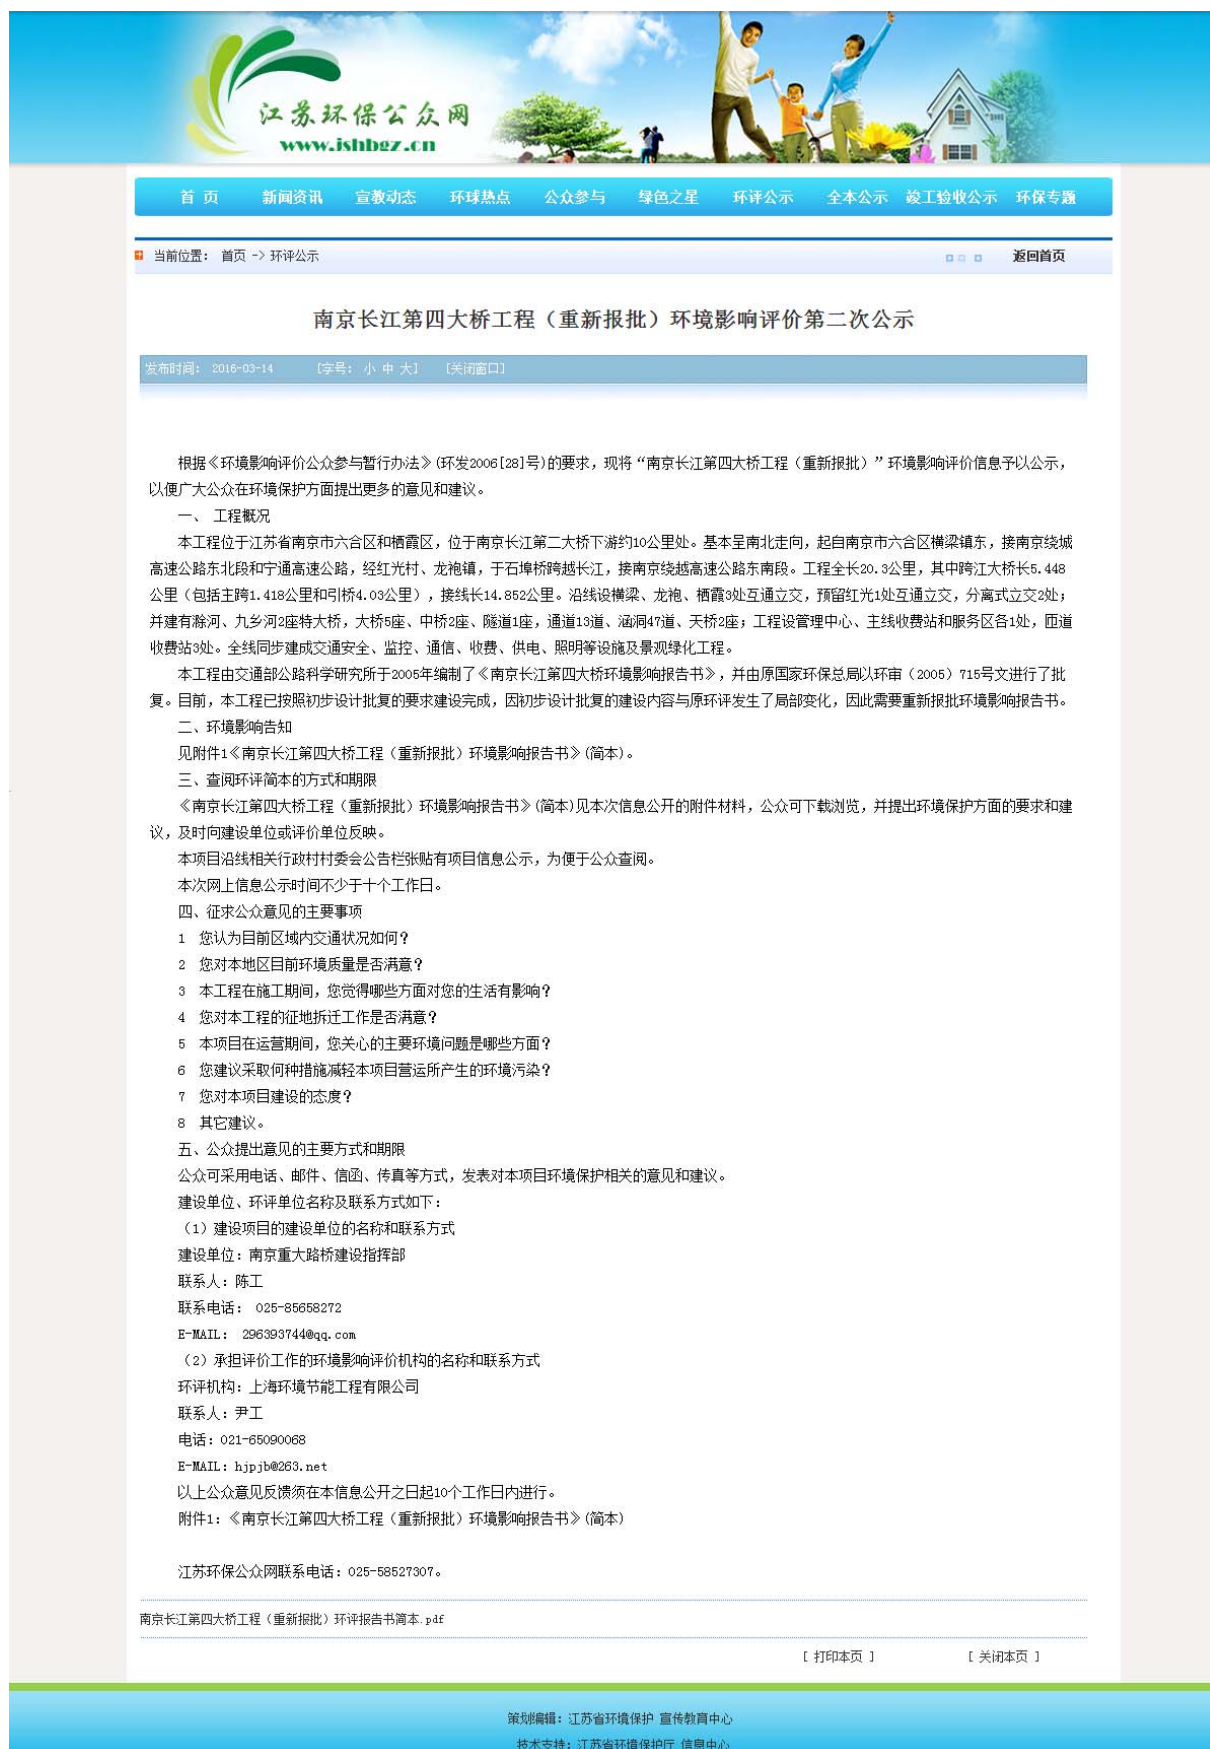 江苏环保公众网
www.jshbgz.cn
首 页 新闻资讯 宣教动态 环球热点 公众参与 绿色之星 环评公示 全本公示 竣工验收公示 环保专题
当前位置： 首页 -> 环评公示 返回首页
南京长江第四大桥工程（重新报批）环境影响评价第二次公示
发布时间： 2016-03-14 [字号： 小 中 大] [关闭窗口]
根据《环境影响评价公众参与暂行办法》(环发2006[28]号)的要求，现将“南京长江第四大桥工程（重新报批）”环境影响评价信息予以公示，
以便广大公众在环境保护方面提出更多的意见和建议。
一、 工程概况
本工程位于江苏省南京市六合区和栖霞区，位于南京长江第二大桥下游约10公里处。基本呈南北走向，起自南京市六合区横梁镇东，接南京绕城
高速公路东北段和宁通高速公路，经红光村、龙袍镇，于石埠桥跨越长江，接南京绕越高速公路东南段。工程全长20.3公里，其中跨江大桥长5.448
公里（包括主跨1.418公里和引桥4.03公里），接线长14.852公里。沿线设横梁、龙袍、栖霞3处互通立交，预留红光1处互通立交，分离式立交2处；
并建有滁河、九乡河2座特大桥，大桥5座、中桥2座、隧道1座，通道13道、涵洞47道、天桥2座；工程设管理中心、主线收费站和服务区各1处，匝道
收费站3处。全线同步建成交通安全、监控、通信、收费、供电、照明等设施及景观绿化工程。
本工程由交通部公路科学研究所于2005年编制了《南京长江第四大桥环境影响报告书》，并由原国家环保总局以环审（2005）715号文进行了批
复。目前，本工程已按照初步设计批复的要求建设完成，因初步设计批复的建设内容与原环评发生了局部变化，因此需要重新报批环境影响报告书。
二、环境影响告知
见附件1《南京长江第四大桥工程（重新报批）环境影响报告书》(简本)。
三、查阅环评简本的方式和期限
《南京长江第四大桥工程（重新报批）环境影响报告书》(简本)见本次信息公开的附件材料，公众可下载浏览，并提出环境保护方面的要求和建
议，及时向建设单位或评价单位反映。
本项目沿线相关行政村村委会公告栏张贴有项目信息公示，为便于公众查阅。
本次网上信息公示时间不少于十个工作日。
四、征求公众意见的主要事项
1 您认为目前区域内交通状况如何？
2 您对本地区目前环境质量是否满意？
3 本工程在施工期间，您觉得哪些方面对您的生活有影响？
4 您对本工程的征地拆迁工作是否满意？
5 本项目在运营期间，您关心的主要环境问题是哪些方面？
6 您建议采取何种措施减轻本项目营运所产生的环境污染？
7 您对本项目建设的态度？
8 其它建议。
五、公众提出意见的主要方式和期限
公众可采用电话、邮件、信函、传真等方式，发表对本项目环境保护相关的意见和建议。
建设单位、环评单位名称及联系方式如下：
（1）建设项目的建设单位的名称和联系方式
建设单位：南京重大路桥建设指挥部
联系人：陈工
联系电话： 025-85658272
E-MAIL： 296393744@qq.com
（2）承担评价工作的环境影响评价机构的名称和联系方式
环评机构：上海环境节能工程有限公司
联系人：尹工
电话：021-65090068
E-MAIL：hjpjb@263.net
以上公众意见反馈须在本信息公开之日起10个工作日内进行。
附件1：《南京长江第四大桥工程（重新报批）环境影响报告书》(简本)
江苏环保公众网联系电话：025-58527307。
南京长江第四大桥工程（重新报批）环评报告书简本.pdf
[ 打印本页 ] [ 关闭本页 ]
策划编辑：江苏省环境保护 宣传教育中心
技术支持：江苏省环境保护厅 信息中心